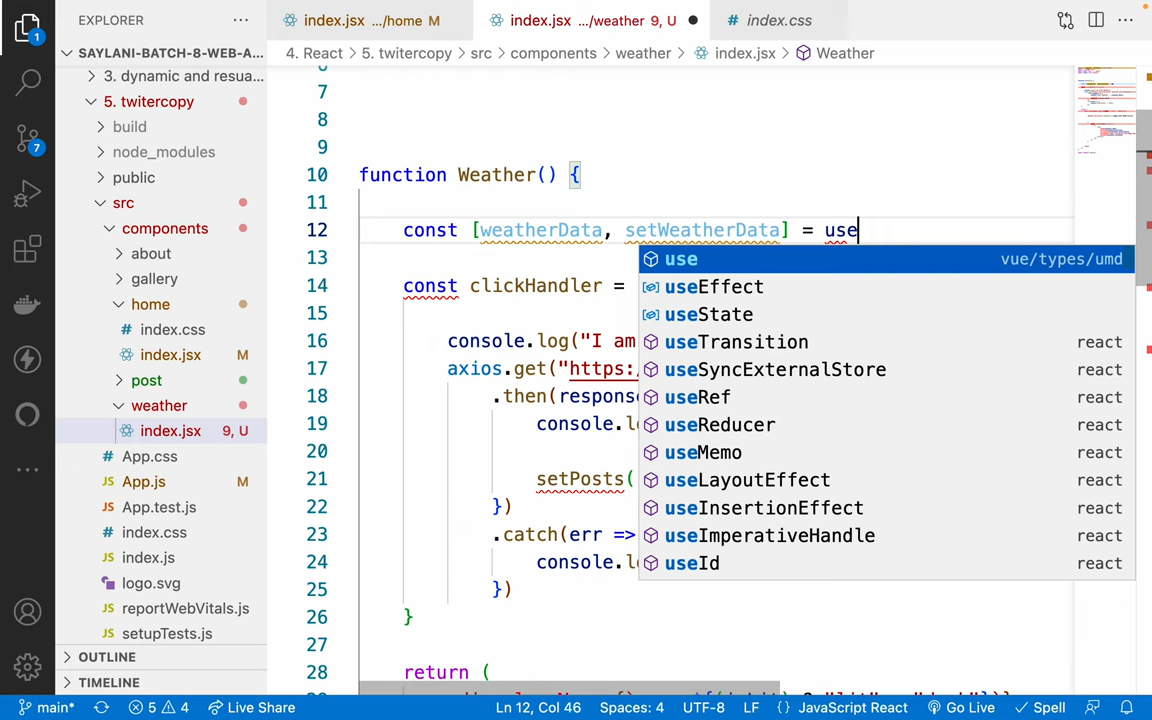 EXPLORER ...
index.jsx .../home M
index.jsx .../weather 9, U
# index.css
SAYLANI-BATCH-8-WEB-A...
4. React > 5. twitercopy > src > components > weather > index.jsx > Weather
3. dynamic and resua...
5. twitercopy
build
node_modules
public
src
components
about
gallery
home
# index.css
index.jsx M
post
weather
index.jsx 9, U
# App.css
JS App.js M
JS App.test.js
# index.css
JS index.js
logo.svg
JS reportWebVitals.js
JS setupTests.js
OUTLINE
TIMELINE
1
7
7
8
9
10 function Weather() {
11
12 const [weatherData, setWeatherData] = use
13
14 const clickHandler =
15
16 console.log("I am
17 axios.get("https:/
18 .then(response
19 console.lo
20
21 setPosts(
22 })
23 .catch(err =>
24 console.lo
25 })
26 }
27
28 return (
use vue/types/umd
useEffect
useState
useTransition react
useSyncExternalStore react
useRef react
useReducer react
useMemo react
useLayoutEffect react
useInsertionEffect react
useImperativeHandle react
useId react
main* 5 4 Live Share Ln 12, Col 46 Spaces: 4 UTF-8 LF {} JavaScript React Go Live Spell